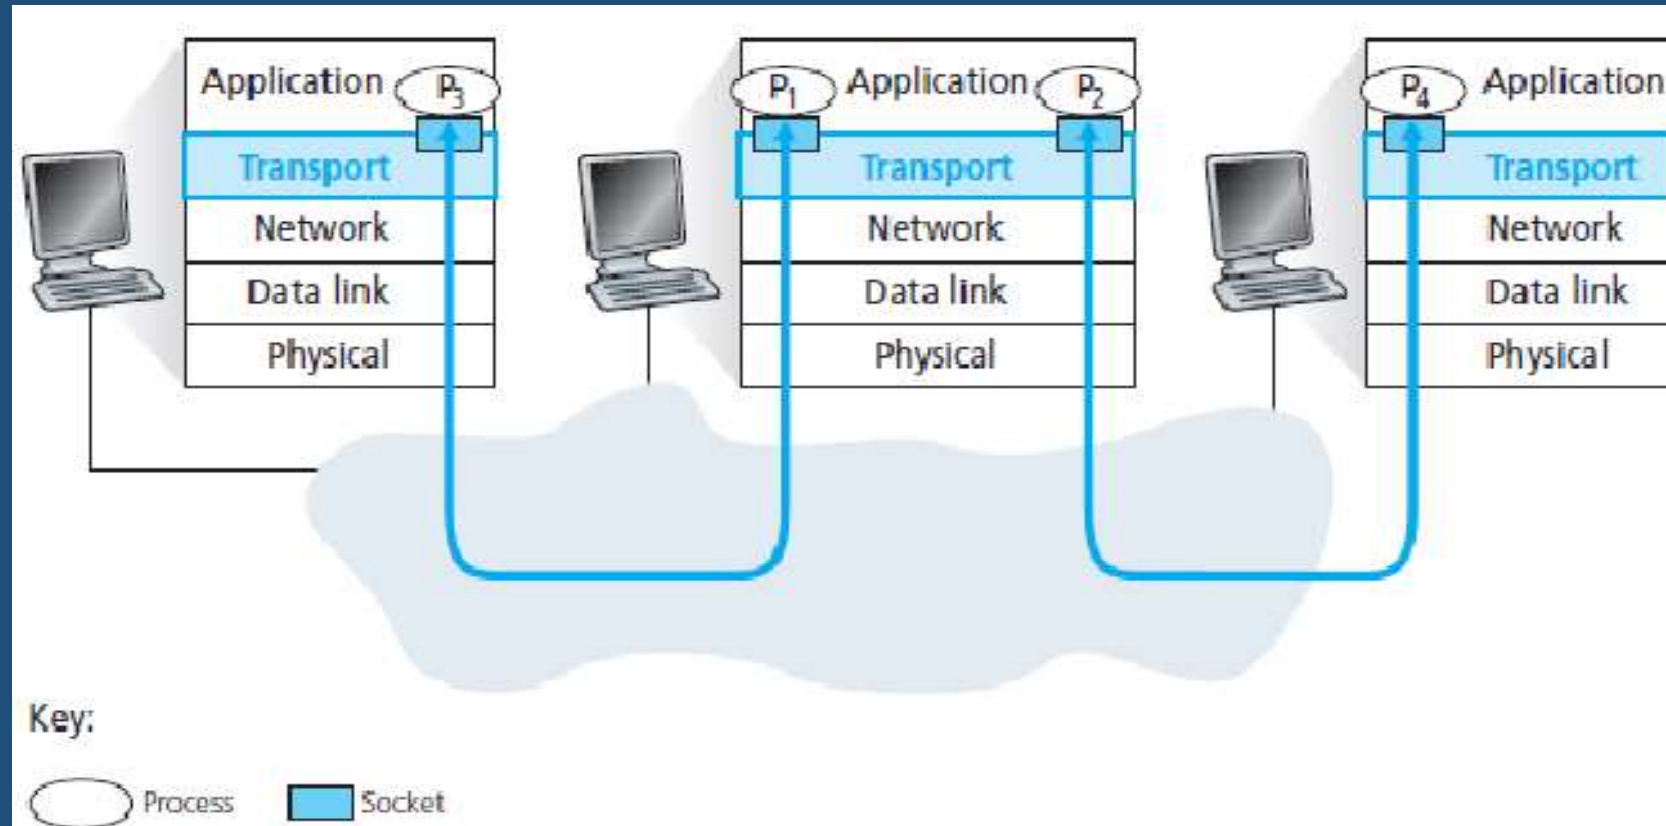 Application P3
Transport
Network
Data link
Physical
P1 Application P2
Transport
Network
Data link
Physical
P4 Application
Transport
Network
Data link
Physical
Key:
Process Socket